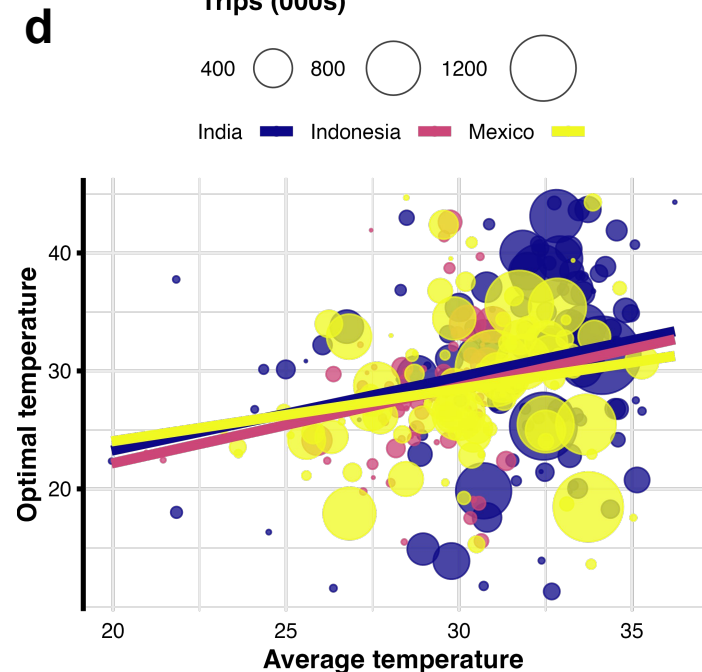 Trips (000s)
d
400 800 1200
India Indonesia Mexico
40
30
20
Optimal temperature
20 25 30 35
Average temperature